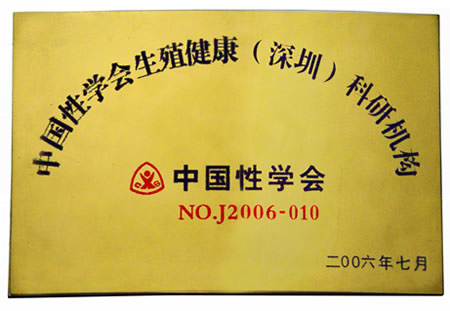 中国性学会生殖健康（深圳）科研机构
中国性学会
NO.J2006-010
二00六年七月